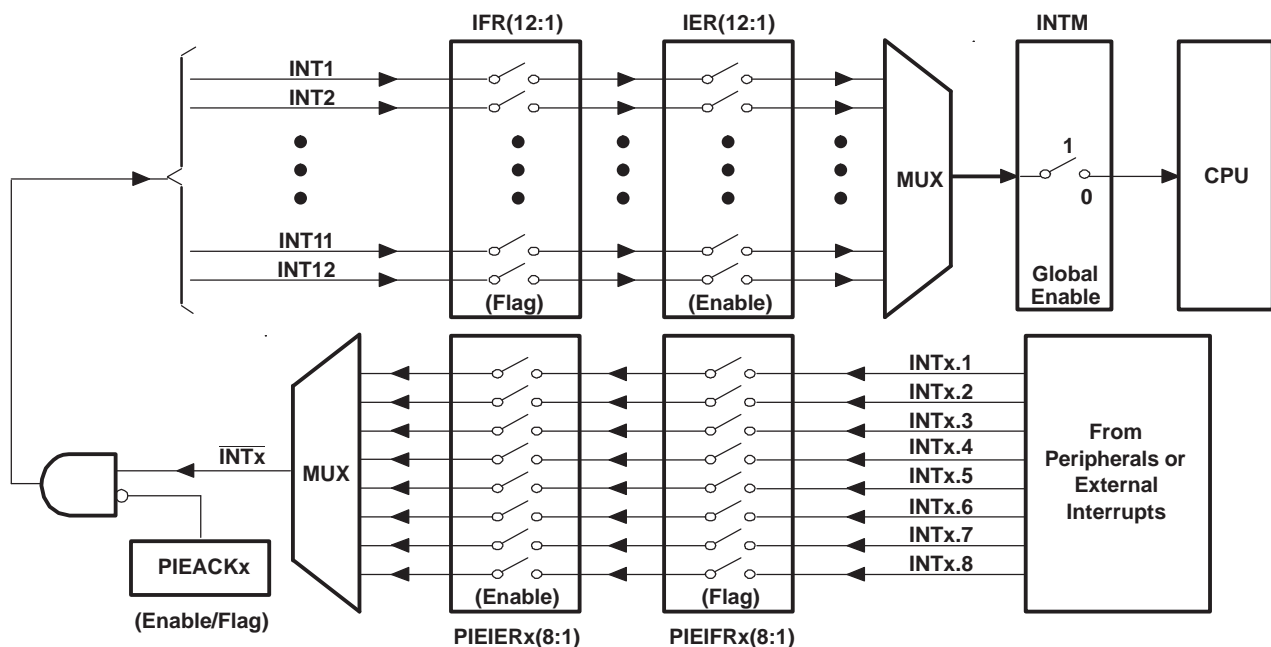 IFR(12:1)
IER(12:1)
INTM
INT1
INT2
INT11
INT12
(Flag)
(Enable)
MUX
1
0
Global
Enable
CPU
INTx
MUX
PIEACKx
(Enable/Flag)
(Enable)
(Flag)
PIEIERx(8:1)
PIEIFRx(8:1)
INTx.1
INTx.2
INTx.3
INTx.4
INTx.5
INTx.6
INTx.7
INTx.8
From
Peripherals or
External
Interrupts